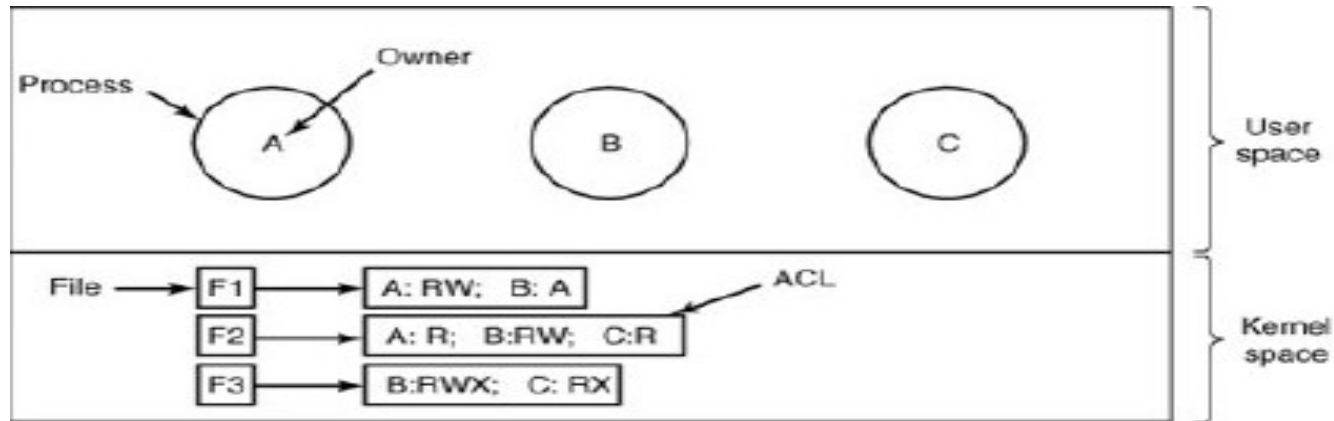 Owner
Process
A
B
C
User
space
File
F1
A: RW; B: A
ACL
F2
A: R; B:RW; C:R
F3
B:RWX; C: RX
Kernel
space